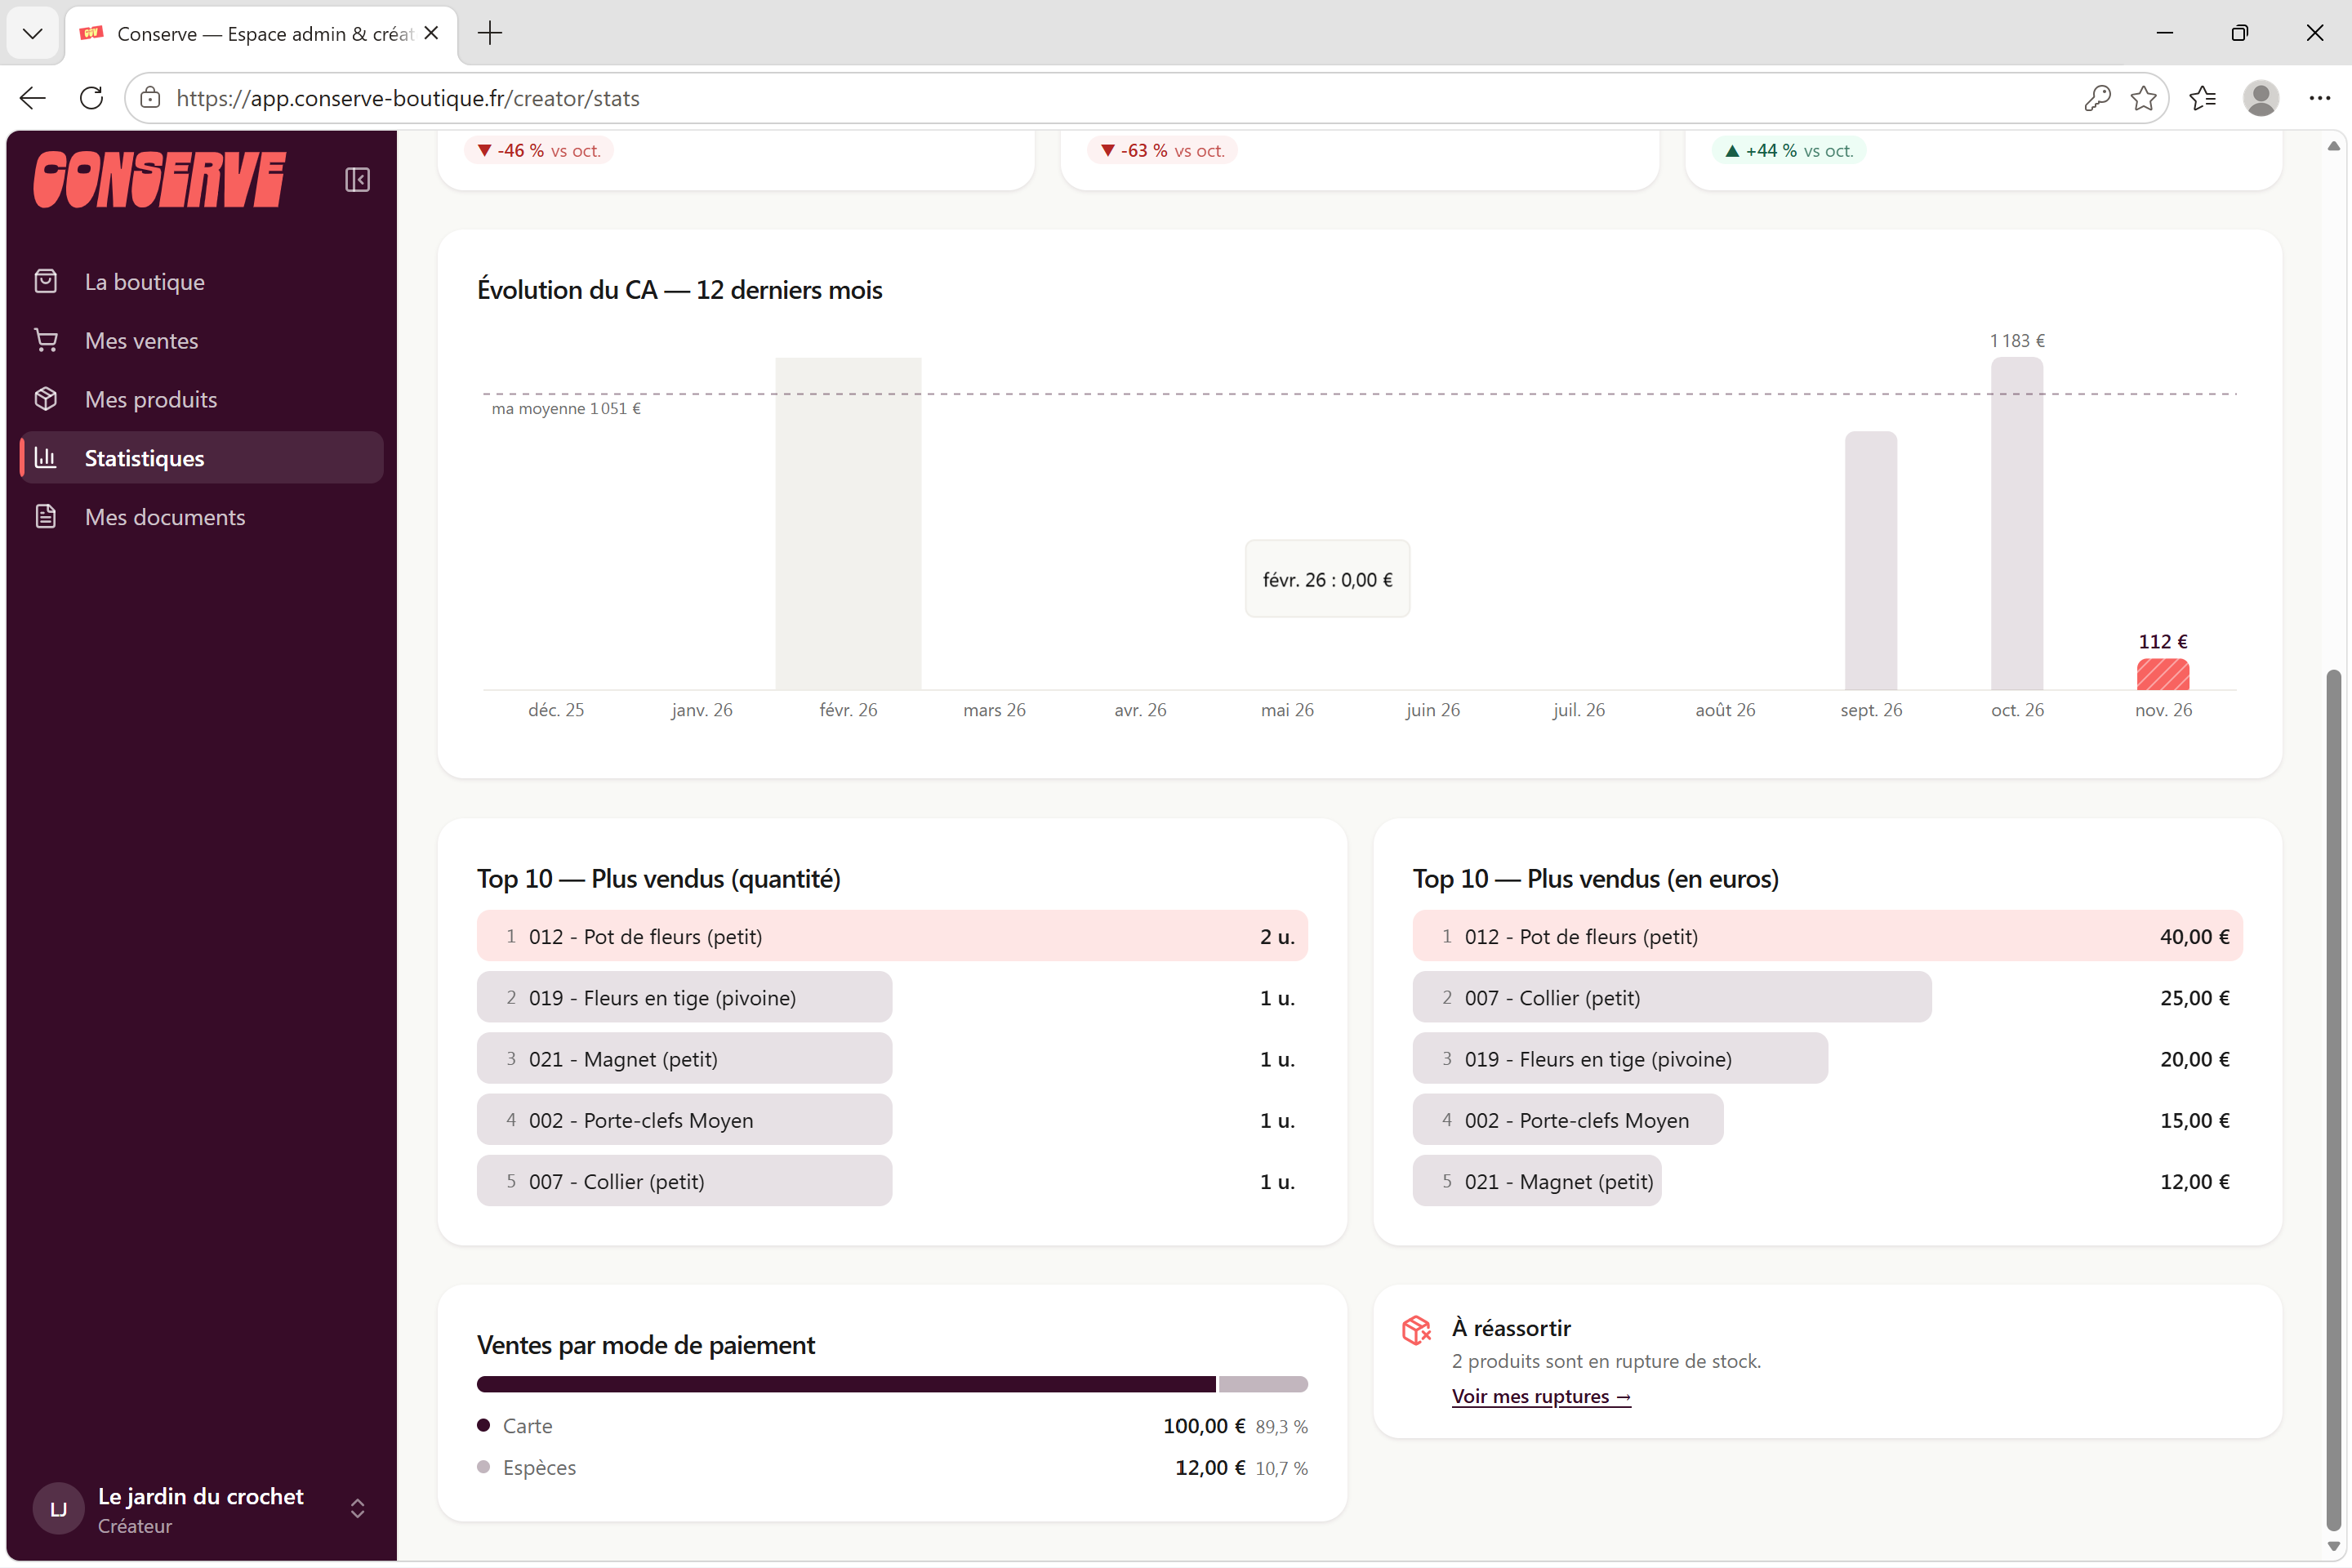 Conserve — Espace admin & créat
https://app.conserve-boutique.fr/creator/stats
CONSERVE
La boutique
Mes ventes
Mes produits
Statistiques
Mes documents
LJ
Le jardin du crochet
Créateur
▼ -46 % vs oct.
▼ -63 % vs oct.
▲ +44 % vs oct.
Évolution du CA — 12 derniers mois
1 183 €
ma moyenne 1 051 €
févr. 26 : 0,00 €
112 €
déc. 25
janv. 26
févr. 26
mars 26
avr. 26
mai 26
juin 26
juil. 26
août 26
sept. 26
oct. 26
nov. 26
Top 10 — Plus vendus (quantité)
1 012 - Pot de fleurs (petit) 2 u.
2 019 - Fleurs en tige (pivoine) 1 u.
3 021 - Magnet (petit) 1 u.
4 002 - Porte-clefs Moyen 1 u.
5 007 - Collier (petit) 1 u.
Top 10 — Plus vendus (en euros)
1 012 - Pot de fleurs (petit) 40,00 €
2 007 - Collier (petit) 25,00 €
3 019 - Fleurs en tige (pivoine) 20,00 €
4 002 - Porte-clefs Moyen 15,00 €
5 021 - Magnet (petit) 12,00 €
Ventes par mode de paiement
Carte 100,00 € 89,3 %
Espèces 12,00 € 10,7 %
À réassortir
2 produits sont en rupture de stock.
Voir mes ruptures →